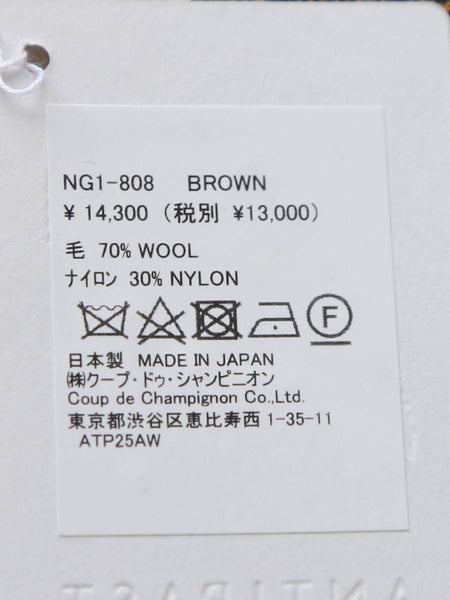 NG1-808 BROWN
¥ 14,300 (税別 ¥13,000)
毛 70% WOOL
ナイロン 30% NYLON
F
日本製 MADE IN JAPAN
㈱クープ・ドゥ・シャンピニオン
Coup de Champignon Co.,Ltd.
東京都渋谷区恵比寿西1-35-11
ATP25AW